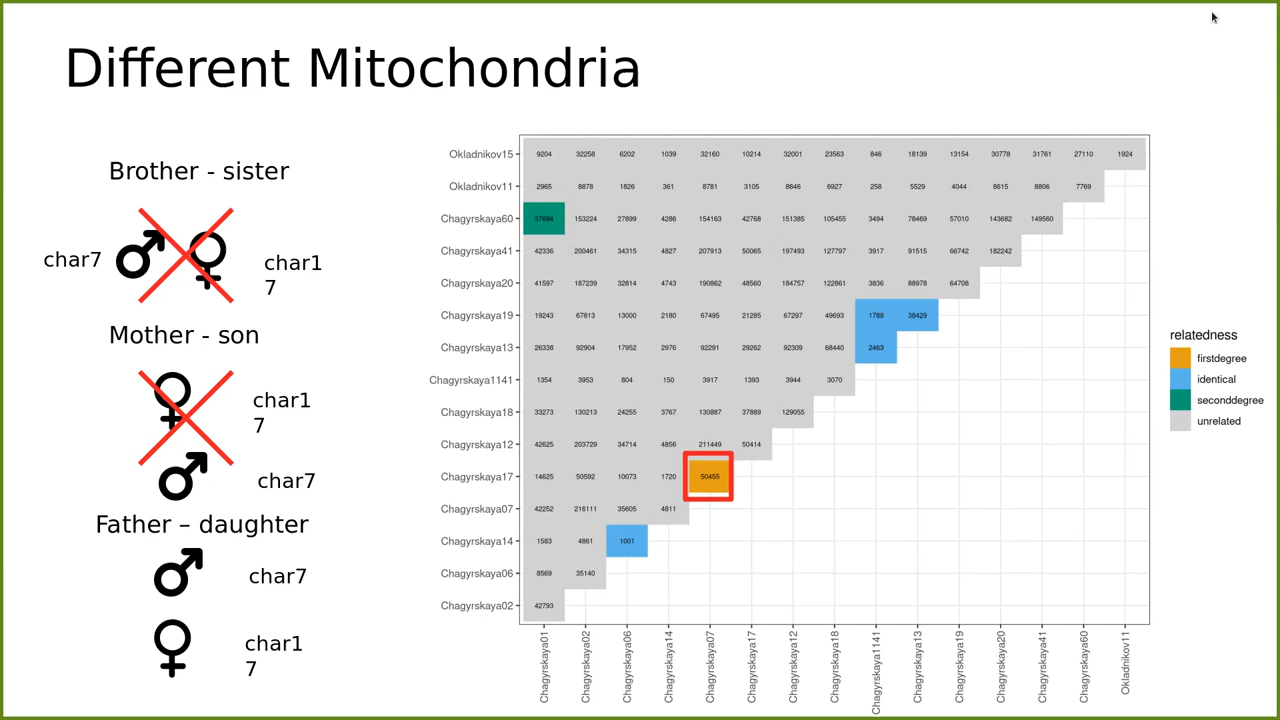 Different Mitochondria
Brother - sister
char7
char1
7
Mother - son
char1
7
char7
Father – daughter
char7
char1
7
Okladnikov15 9204 32258 6202 1039 32160 10214 32001 23563 846 18139 13154 30778 31761 27110 1924
Okladnikov11 2965 8878 1826 361 8781 3105 8846 6927 258 5529 4044 8615 8806 7769
Chagyrskaya60 37694 153224 27899 4286 154163 42768 151385 105455 3494 78469 57010 143682 149560
Chagyrskaya41 42336 200461 34315 4827 207913 50065 197493 127797 3917 91515 66742 182242
Chagyrskaya20 41597 187239 32814 4743 190862 48560 184757 122861 3836 88978 64708
Chagyrskaya19 19243 67813 13000 2180 67495 21285 67297 49693 1788 38429
Chagyrskaya13 26338 92904 17952 2976 92291 29262 92309 68440 2463
Chagyrskaya1141 1354 3953 804 150 3917 1393 3944 3070
Chagyrskaya18 33273 130213 24255 3767 130887 37889 129055
Chagyrskaya12 42625 203729 34714 4856 211449 50414
Chagyrskaya17 14625 50592 10073 1720 50455
Chagyrskaya07 42252 216111 35605 4811
Chagyrskaya14 1583 4861 1001
Chagyrskaya06 8569 35140
Chagyrskaya02 42793
Chagyrskaya01
Chagyrskaya02
Chagyrskaya06
Chagyrskaya14
Chagyrskaya07
Chagyrskaya17
Chagyrskaya12
Chagyrskaya18
Chagyrskaya1141
Chagyrskaya13
Chagyrskaya19
Chagyrskaya20
Chagyrskaya41
Chagyrskaya60
Okladnikov11
relatedness
firstdegree
identical
seconddegree
unrelated